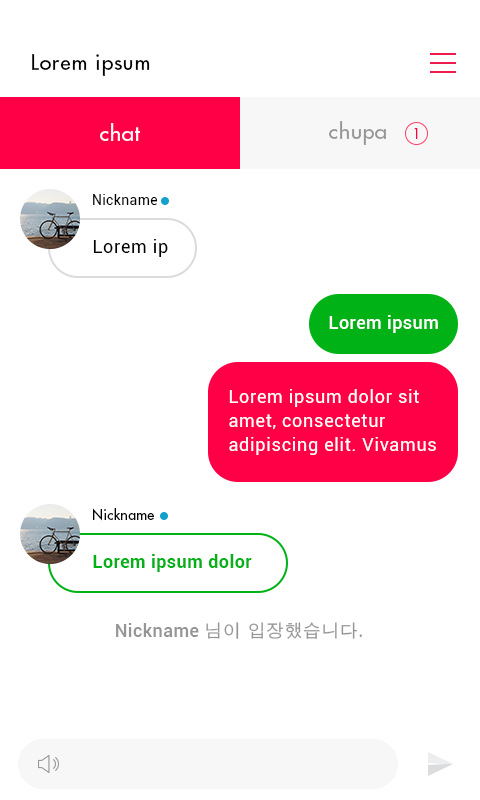 Lorem ipsum
chat
chupa 1
Nickname
Lorem ip
Lorem ipsum
Lorem ipsum dolor sit
amet, consectetur
adipiscing elit. Vivamus
Nickname
Lorem ipsum dolor
Nickname 님이 입장했습니다.